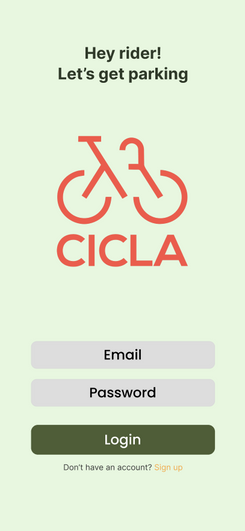 Hey rider!
Let's get parking
CICLA
Email
Password
Login
Don't have an account? Sign up